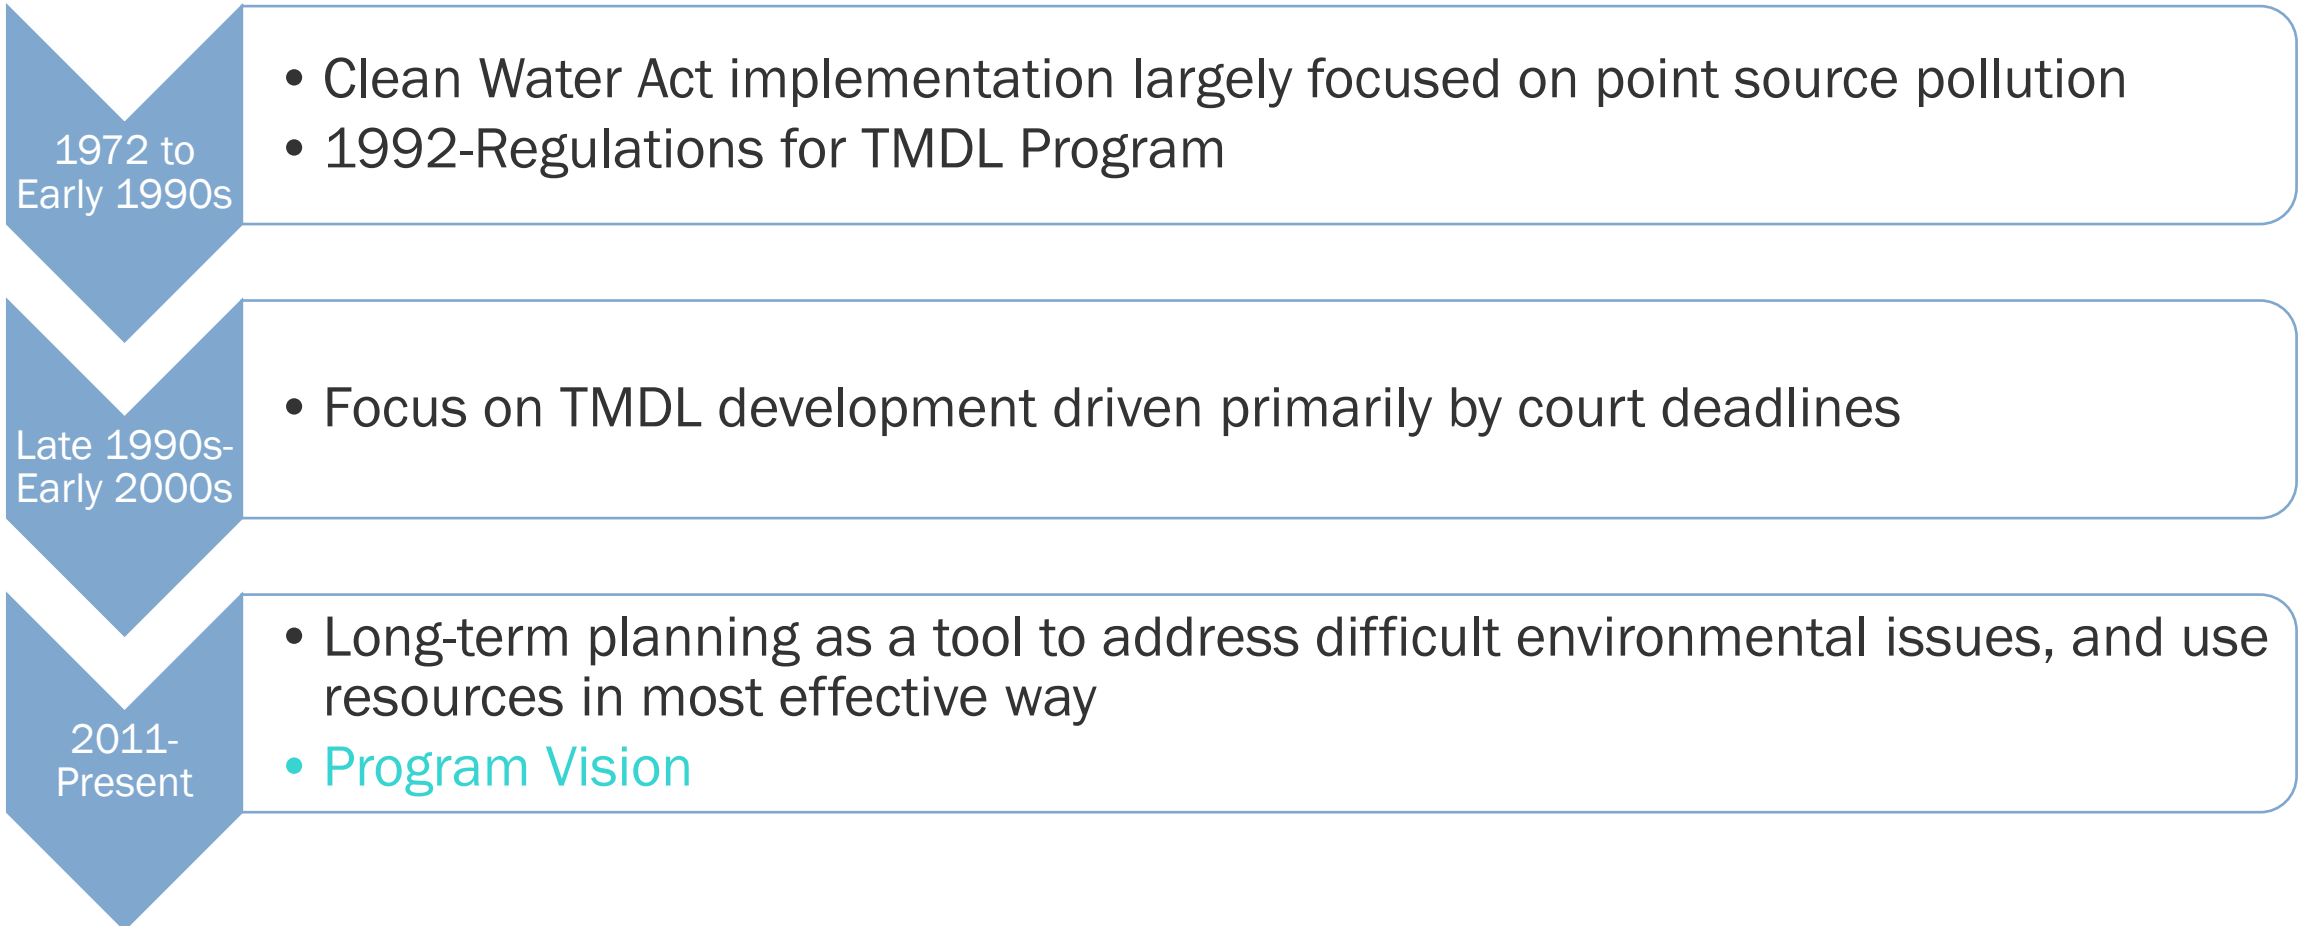 1972 to
Early 1990s
• Clean Water Act implementation largely focused on point source pollution
• 1992-Regulations for TMDL Program
Late 1990s-
Early 2000s
• Focus on TMDL development driven primarily by court deadlines
2011-
Present
• Long-term planning as a tool to address difficult environmental issues, and use
resources in most effective way
• Program Vision